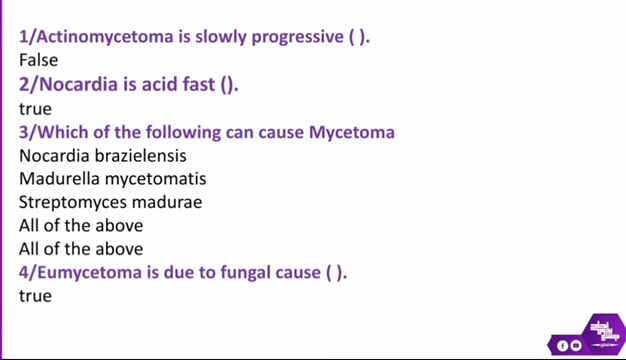 1/Actinomycetoma is slowly progressive ( ).
False
2/Nocardia is acid fast ().
true
3/Which of the following can cause Mycetoma
Nocardia brazielensis
Madurella mycetomatis
Streptomyces madurae
All of the above
All of the above
4/Eumycetoma is due to fungal cause ( ).
true